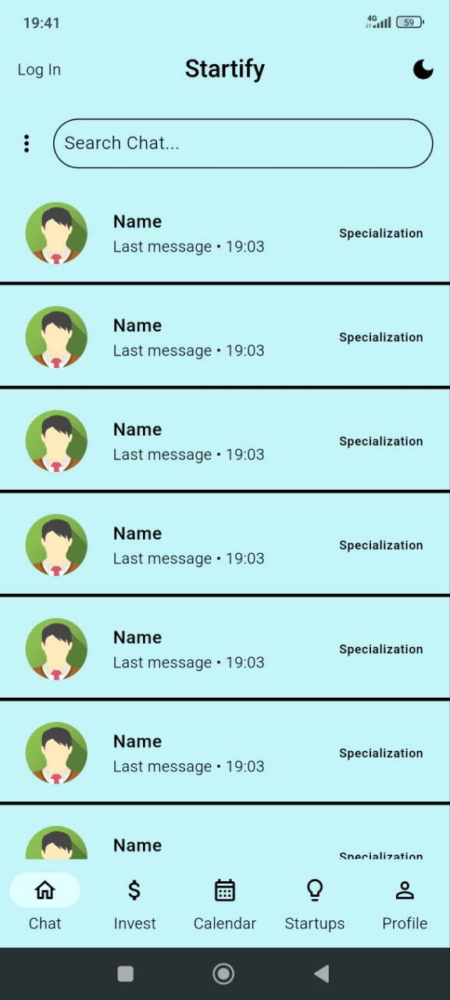 19:41
4G
59
Log In
Startify
Search Chat...
Name
Last message • 19:03
Specialization
Name
Last message • 19:03
Specialization
Name
Last message • 19:03
Specialization
Name
Last message • 19:03
Specialization
Name
Last message • 19:03
Specialization
Name
Last message • 19:03
Specialization
Name
Specialization
Chat
Invest
Calendar
Startups
Profile